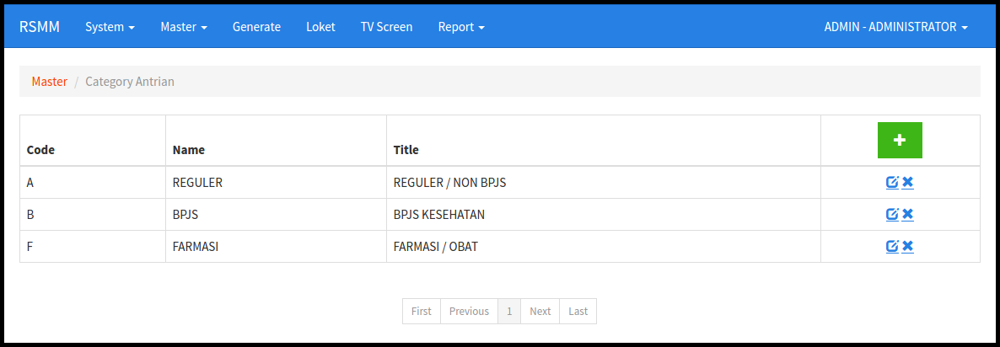 RSMM System Master Generate Loket TV Screen Report ADMIN - ADMINISTRATOR
Master / Category Antrian
Code Name Title
A REGULER REGULER / NON BPJS
B BPJS BPJS KESEHATAN
F FARMASI FARMASI / OBAT
First Previous 1 Next Last